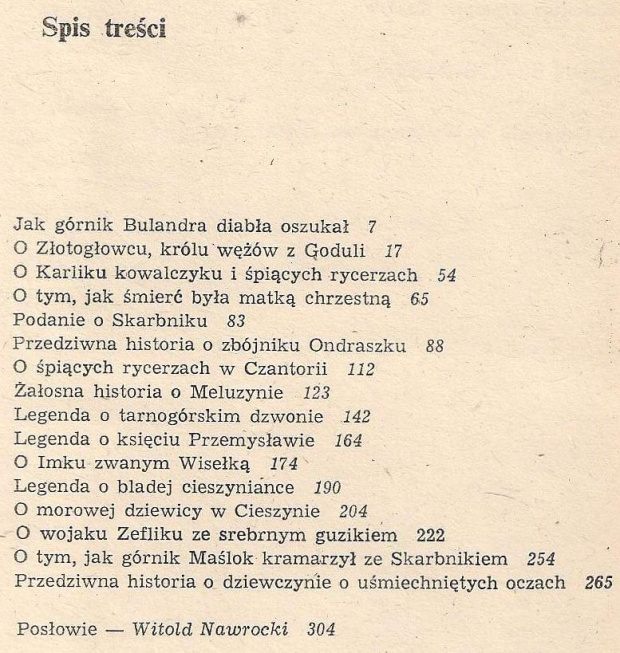 Spis treści
Jak górnik Bulandra diabła oszukał 7
O Złotogłowcu, królu wężów z Goduli 17
O Karliku kowalczyku i śpiących rycerzach 54
O tym, jak śmierć była matką chrzestną 65
Podanie o Skarbniku 83
Przedziwna historia o zbójniku Ondraszku 88
O śpiących rycerzach w Czantorii 112
Żałosna historia o Meluzynie 123
Legenda o tarnogórskim dzwonie 142
Legenda o księciu Przemysławie 164
O Imku zwanym Wisełką 174
Legenda o bladej cieszyniance 190
O morowej dziewicy w Cieszynie 204
O wojaku Zefliku ze srebrnym guzikiem 222
O tym, jak górnik Maślok kramarzył ze Skarbnikiem 254
Przedziwna historia o dziewczynie o uśmiechniętych oczach 265
Posłowie — Witold Nawrocki 304